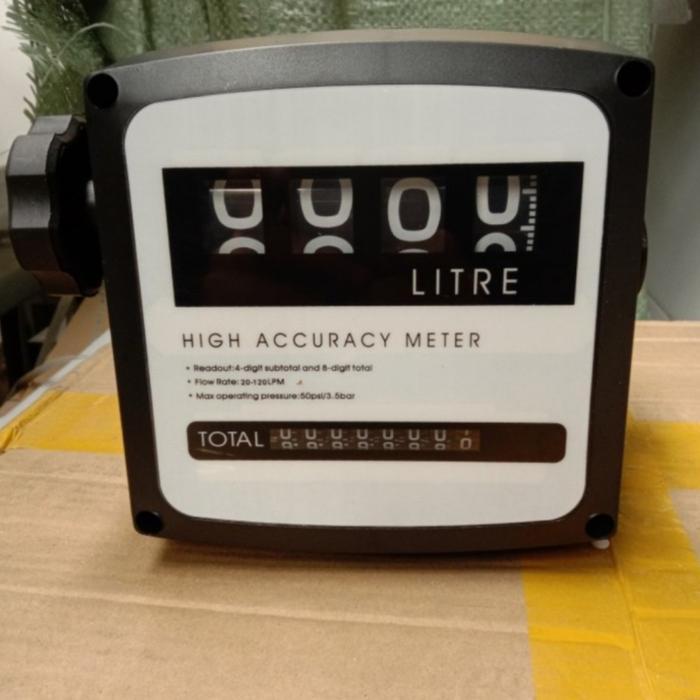 0000
LITRE
HIGH ACCURACY METER
• Readout:4-digit subtotal and 8-digit total
• Flow Rate: 20-120LPM
• Max operating pressure:50psi/3.5bar
TOTAL